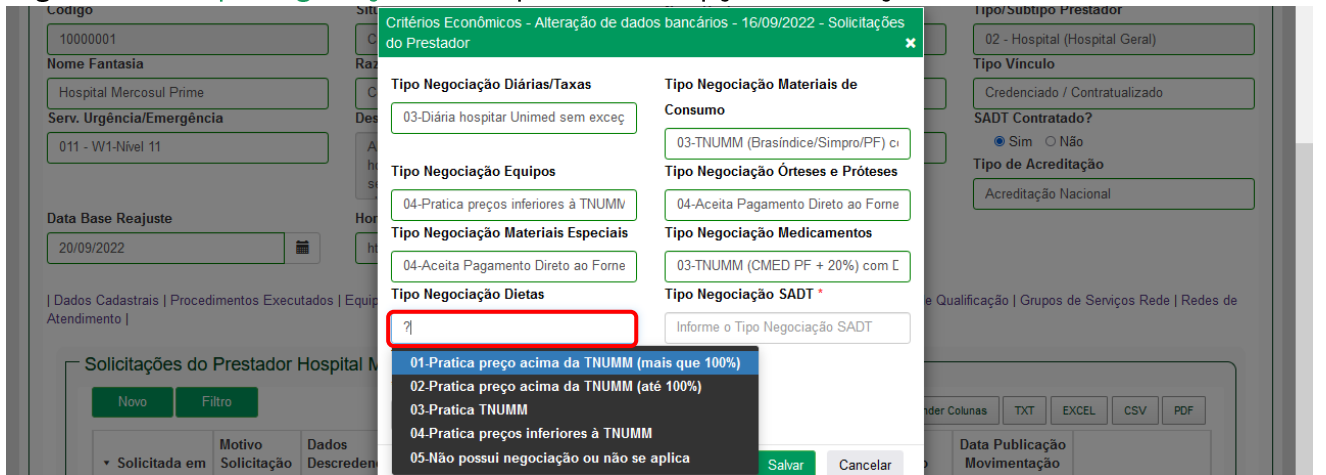 Código
10000001
Nome Fantasia
Hospital Mercosul Prime
Serv. Urgência/Emergência
011 - W1-Nível 11
Data Base Reajuste
20/09/2022
Critérios Econômicos - Alteração de dados bancários - 16/09/2022 - Solicitações
do Prestador
Tipo Negociação Diárias/Taxas
03-Diária hospitar Unimed sem exceç
Tipo Negociação Materiais de
Consumo
03-TNUMM (Brasíndice/Simpro/PF)
Tipo Negociação Equipos
04-Pratica preços inferiores à TNUMM
Tipo Negociação Órteses e Próteses
04-Aceita Pagamento Direto ao Forne
Tipo Negociação Materiais Especiais
04-Aceita Pagamento Direto ao Forne
Tipo Negociação Medicamentos
03-TNUMM (CMED PF + 20%) com D
Tipo Negociação Dietas
?
Tipo Negociação SADT *
Informe o Tipo Negociação SADT
01-Pratica preço acima da TNUMM (mais que 100%)
02-Pratica preço acima da TNUMM (até 100%)
03-Pratica TNUMM
04-Pratica preços inferiores à TNUMM
05-Não possui negociação ou não se aplica
Salvar Cancelar
Tipo/Subtipo Prestador
02 - Hospital (Hospital Geral)
Tipo Vínculo
Credenciado / Contratualizado
SADT Contratado?
Sim Não
Tipo de Acreditação
Acreditação Nacional
| Dados Cadastrais | Procedimentos Executados | Equip
e Qualificação | Grupos de Serviços Rede | Redes de
Atendimento |
Solicitações do Prestador Hospital M
Novo Filtro
nder Colunas TXT EXCEL CSV PDF
Solicitada em
Motivo
Solicitação
Dados
Descreden
Data Publicação
Movimentação